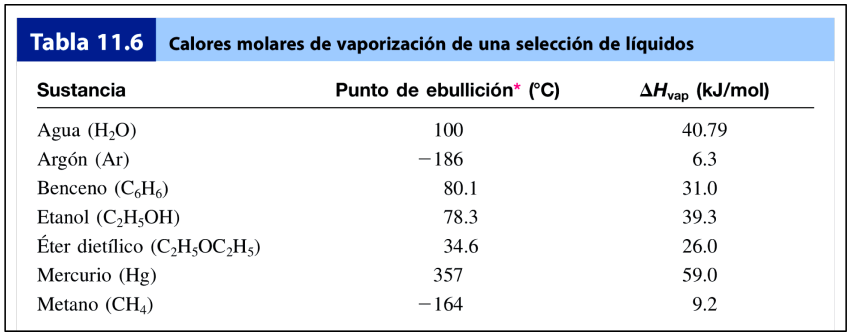 Tabla 11.6 Calores molares de vaporización de una selección de líquidos
Sustancia Punto de ebullición* (°C) ΔHvap (kJ/mol)
Agua (H₂O) 100 40.79
Argón (Ar) −186 6.3
Benceno (C₆H₆) 80.1 31.0
Etanol (C₂H₅OH) 78.3 39.3
Éter dietílico (C₂H₅OC₂H₅) 34.6 26.0
Mercurio (Hg) 357 59.0
Metano (CH₄) −164 9.2